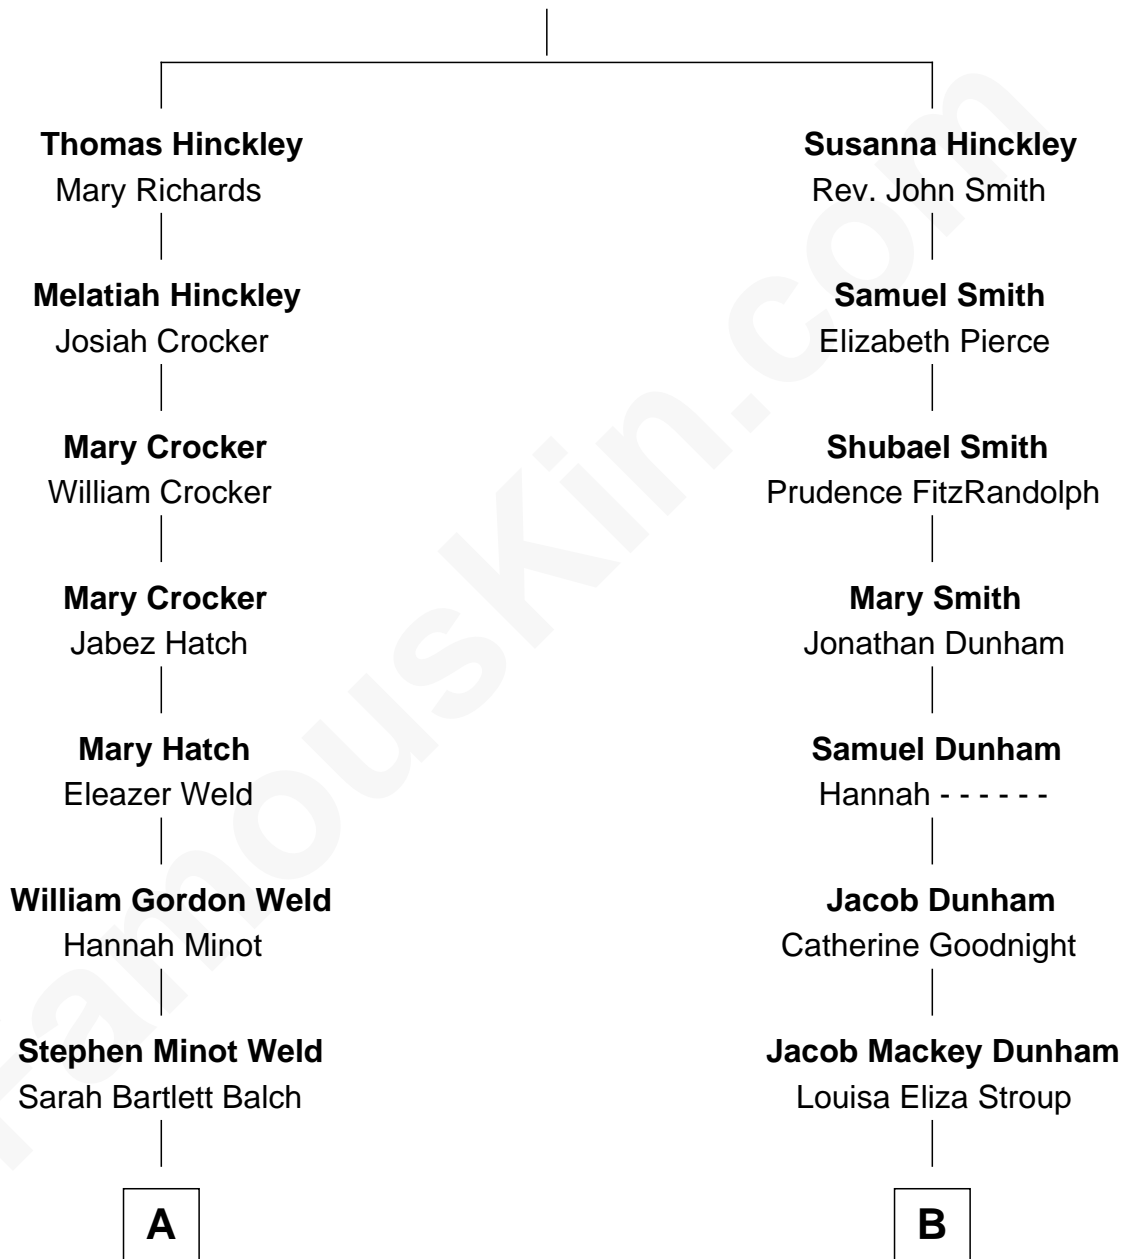 Thomas Hinckley
Mary Richards
Susanna Hinckley
Rev. John Smith
Melatiah Hinckley
Josiah Crocker
Samuel Smith
Elizabeth Pierce
Mary Crocker
William Crocker
Shubael Smith
Prudence FitzRandolph
Mary Crocker
Jabez Hatch
Mary Smith
Jonathan Dunham
Mary Hatch
Eleazer Weld
Samuel Dunham
Hannah - - - - - -
William Gordon Weld
Hannah Minot
Jacob Dunham
Catherine Goodnight
Stephen Minot Weld
Sarah Bartlett Balch
Jacob Mackey Dunham
Louisa Eliza Stroup
A
B
FamousKin.com